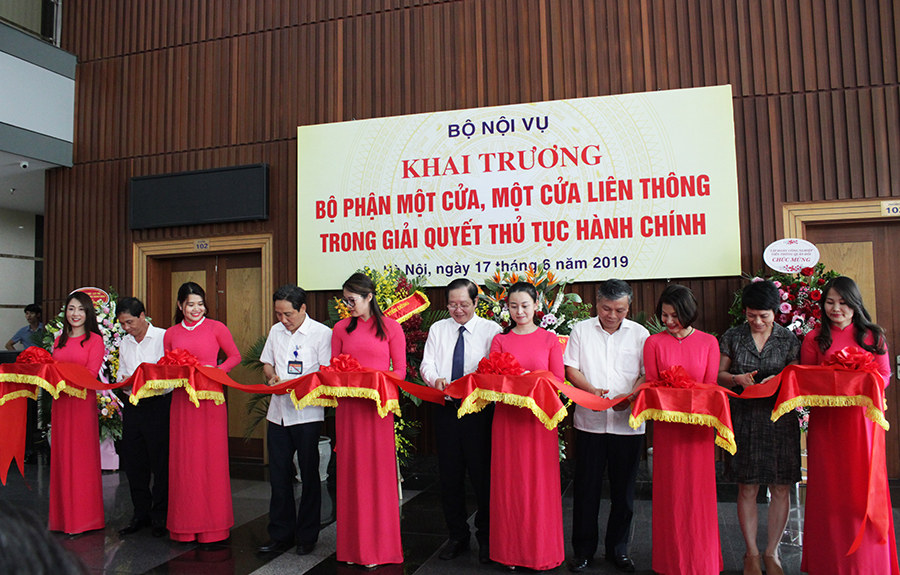 BỘ NỘI VỤ
KHAI TRƯƠNG
BỘ PHẬN MỘT CỬA, MỘT CỬA LIÊN THÔNG
TRONG GIẢI QUYẾT THỦ TỤC HÀNH CHÍNH
Hà Nội, ngày 17 tháng 6 năm 2019
102
102
CHÚC MỪNG